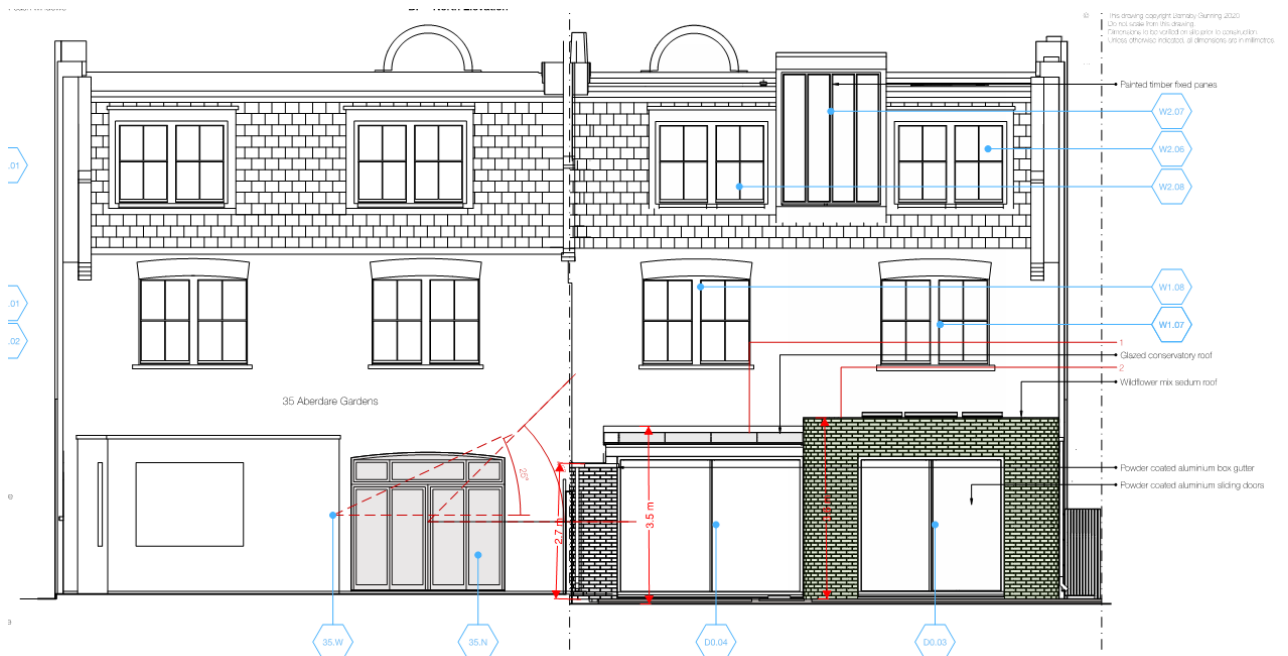 © This drawing copyright Barnaby Gunning 2020
Do not scale from this drawing.
Dimensions to be verified on site prior to construction
Unless otherwise indicated, all dimensions are in millimetres
Painted timber fixed panes
W2.07
W2.06
W2.08
.01
W1.08
W1.07
.01
.02
1
Glazed conservatory roof
2
Wildflower mix sedum roof
35 Aberdare Gardens
25°
2.7 m
3.5 m
Powder coated aluminum box gutter
Powder coated aluminium sliding doors
35.W
35.N
D0.04
D0.03